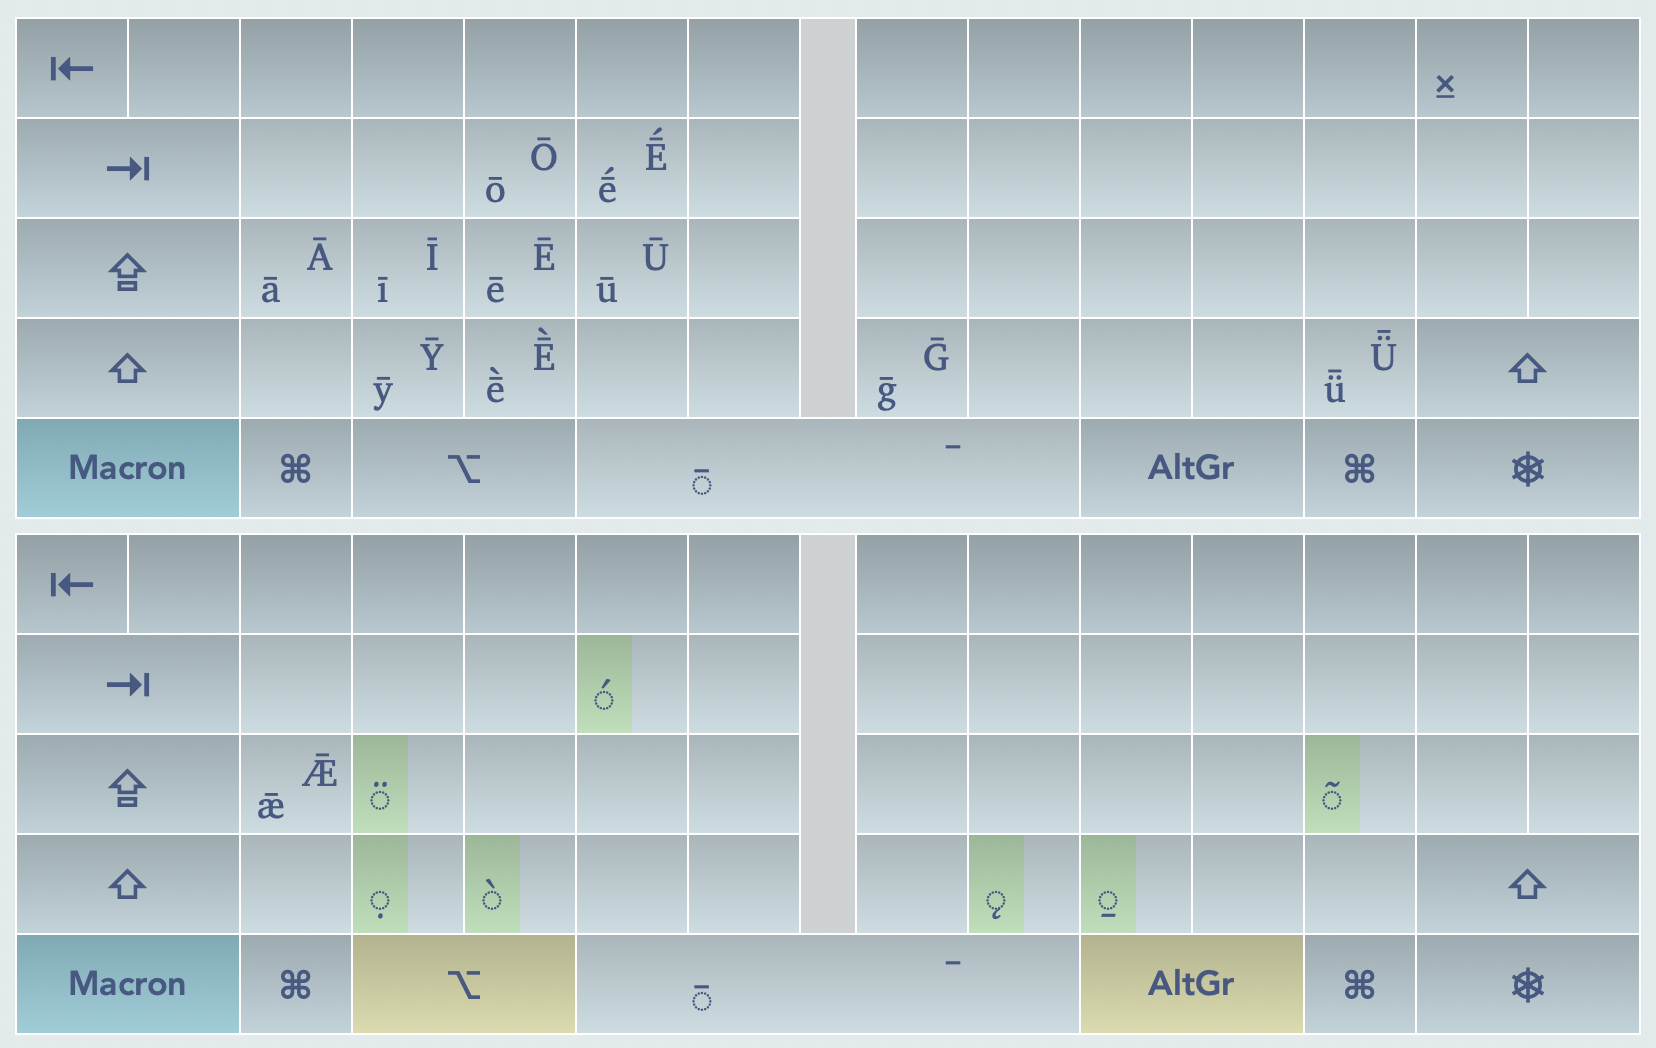 ⇤ ×̲
⇥ ō Ō ḗ Ḗ
ā Ā ī Ī ē Ē ū Ū
⇧ ȳ Ȳ ḕ Ḕ ḡ Ḡ ǖ Ǖ ⇧
Macron ⌘ ⌥ ◌̄ ¯ AltGr ⌘ ⎈
⇤
⇥ ◌́
ǣ Ǣ ◌̈ ◌̃
⇧ ◌̣ ◌̀ ◌̨ ◌̱ ⇧
Macron ⌘ ⌥ ◌̄ ¯ AltGr ⌘ ⎈